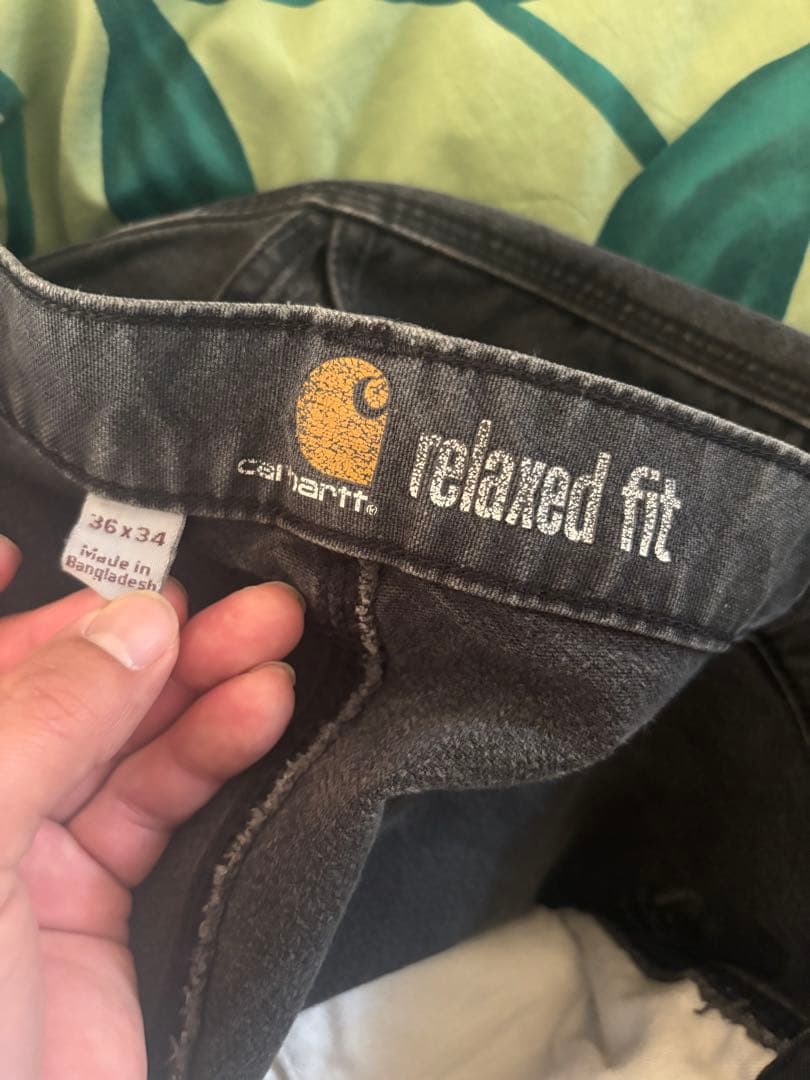 carhartt®
relaxed fit
36 x 34
Made in
Bangladesh